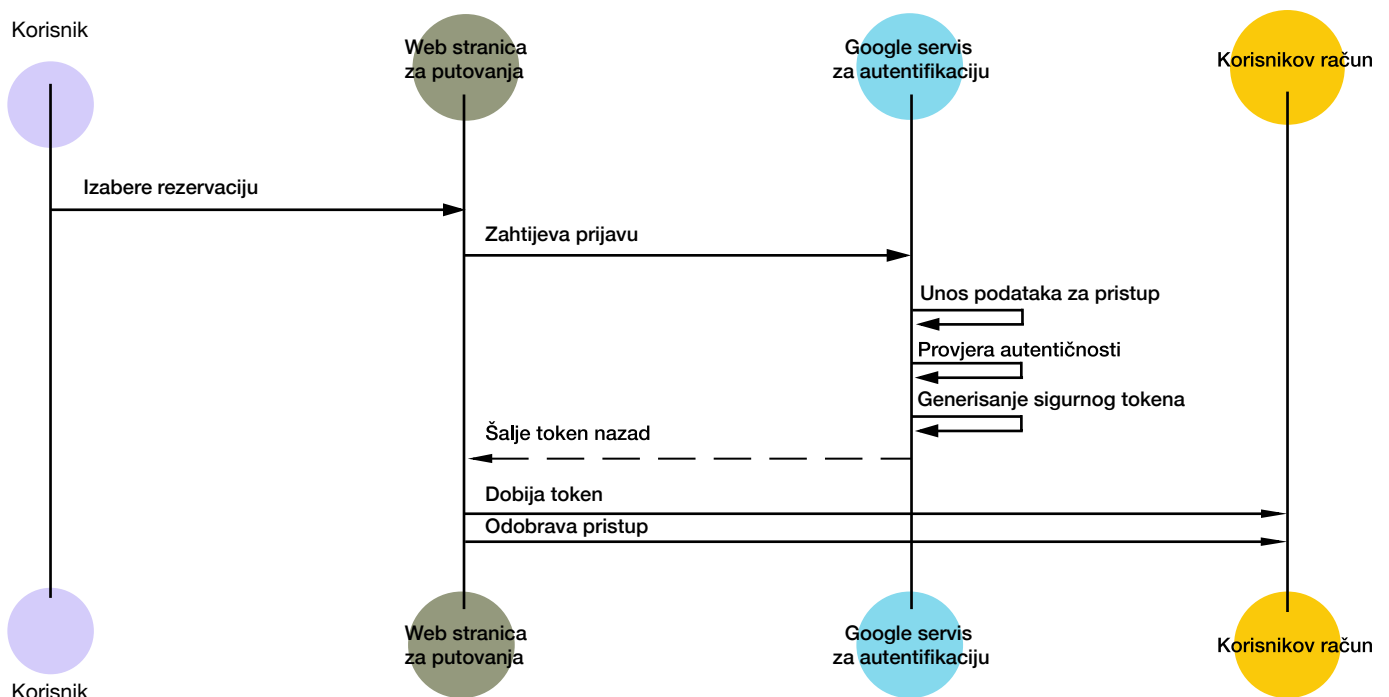 Korisnik
Web stranica
za putovanja
Google servis
za autentifikaciju
Korisnikov račun
Izabere rezervaciju
Zahtijeva prijavu
Unos podataka za pristup
Provjera autentičnosti
Generisanje sigurnog tokena
Šalje token nazad
Dobija token
Odobrava pristup
Web stranica
za putovanja
Google servis
za autentifikaciju
Korisnikov račun
Korisnik